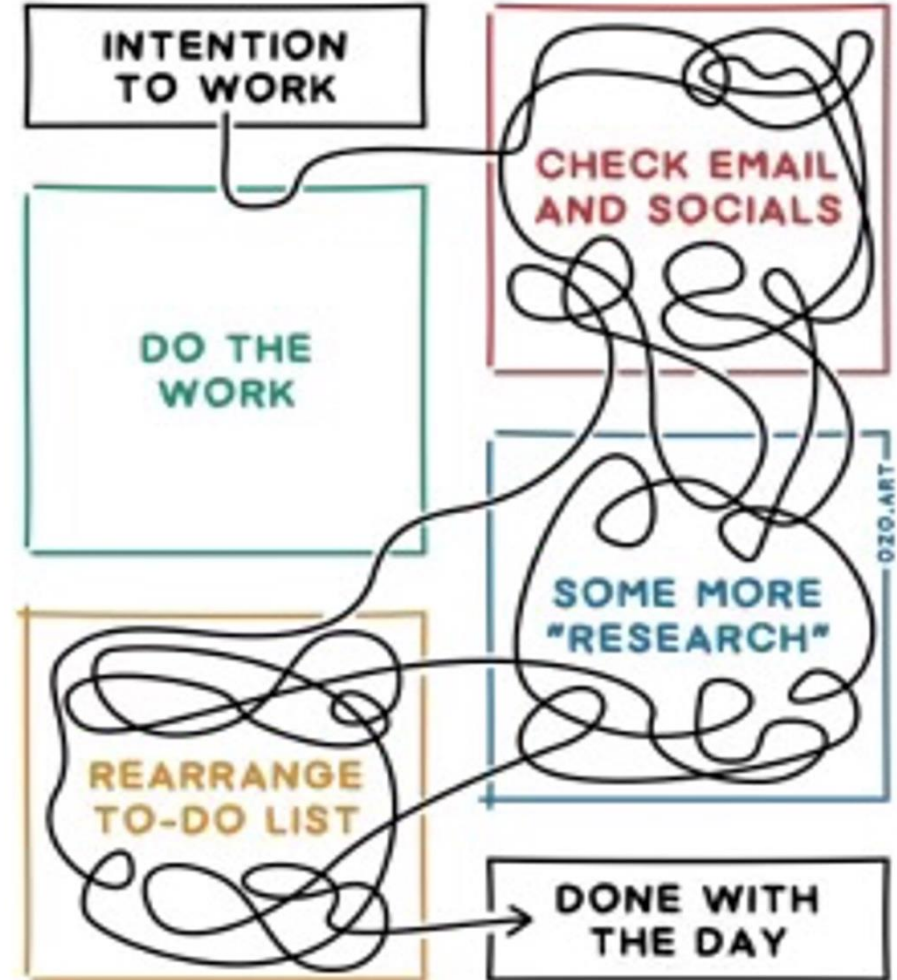 INTENTION
TO WORK
CHECK EMAIL
AND SOCIALS
DO THE
WORK
SOME MORE
"RESEARCH"
DZO.ART
REARRANGE
TO-DO LIST
DONE WITH
THE DAY